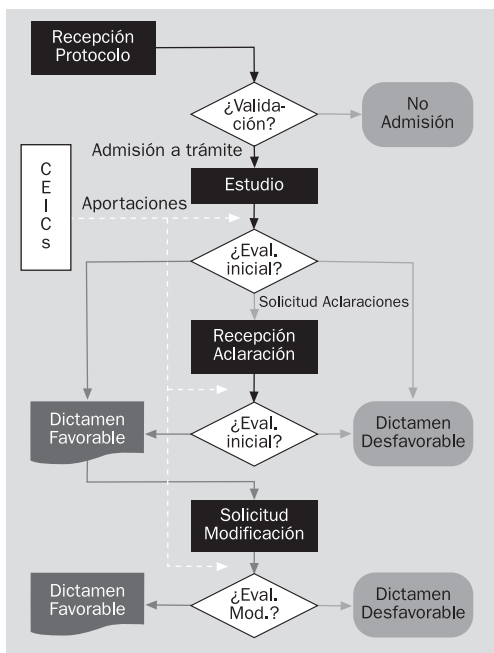 Recepción
Protocolo
¿Valida-
ción?
No
Admisión
Admisión a trámite
C
E
I
C
s
Aportaciones
Estudio
¿Eval.
inicial?
Solicitud Aclaraciones
Recepción
Aclaración
Dictamen
Favorable
¿Eval.
inicial?
Dictamen
Desfavorable
Solicitud
Modificación
Dictamen
Favorable
¿Eval.
Mod.?
Dictamen
Desfavorable